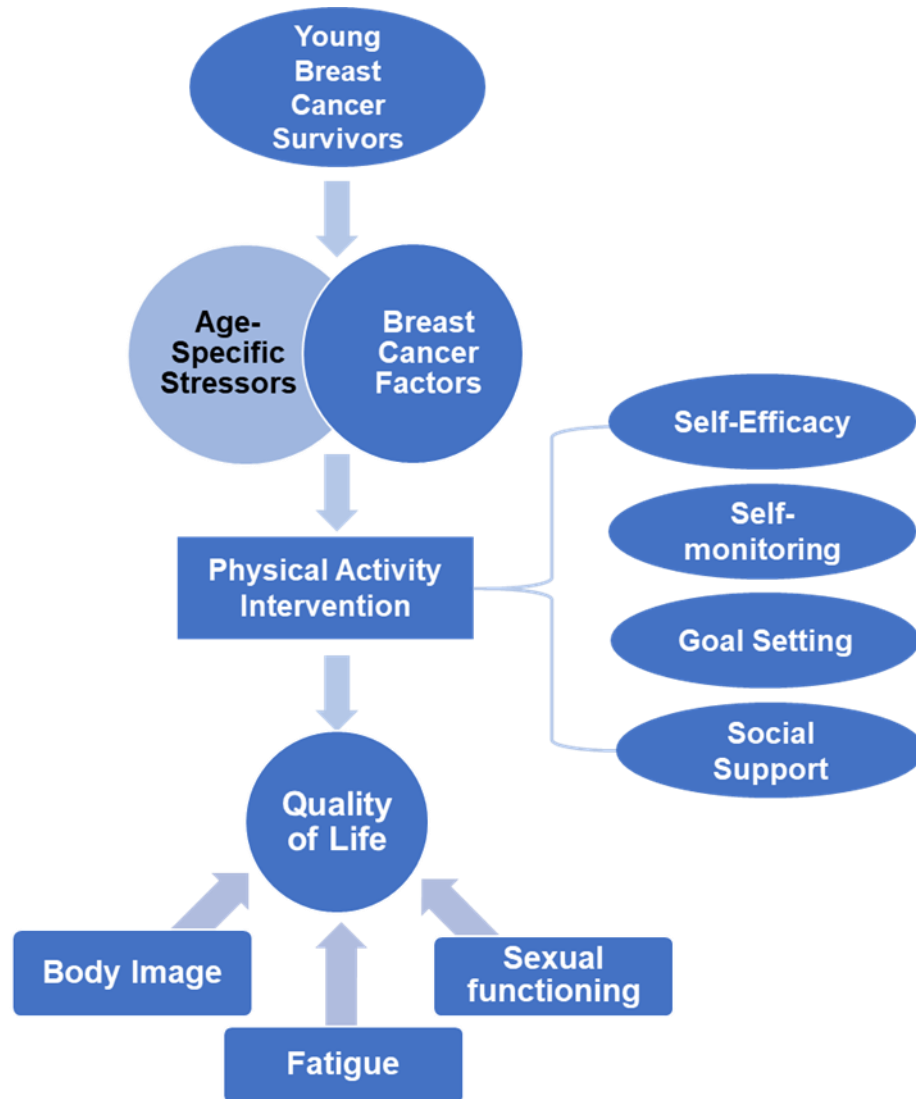 Young
Breast
Cancer
Survivors
Age-
Specific
Stressors
Breast
Cancer
Factors
Physical Activity
Intervention
Self-Efficacy
Self-
monitoring
Goal Setting
Social
Support
Quality
of Life
Body Image
Fatigue
Sexual
functioning